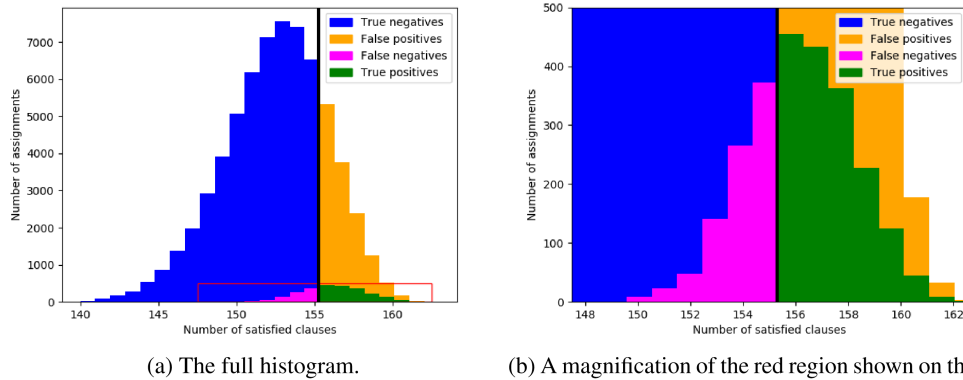 True negatives
False positives
False negatives
True positives
7000
6000
5000
4000
3000
2000
1000
0
Number of assignments
140 145 150 155 160
Number of satisfied clauses
(a) The full histogram.
True negatives
False positives
False negatives
True positives
500
400
300
200
100
0
Number of assignments
148 150 152 154 156 158 160 162
Number of satisfied clauses
(b) A magnification of the red region shown on th